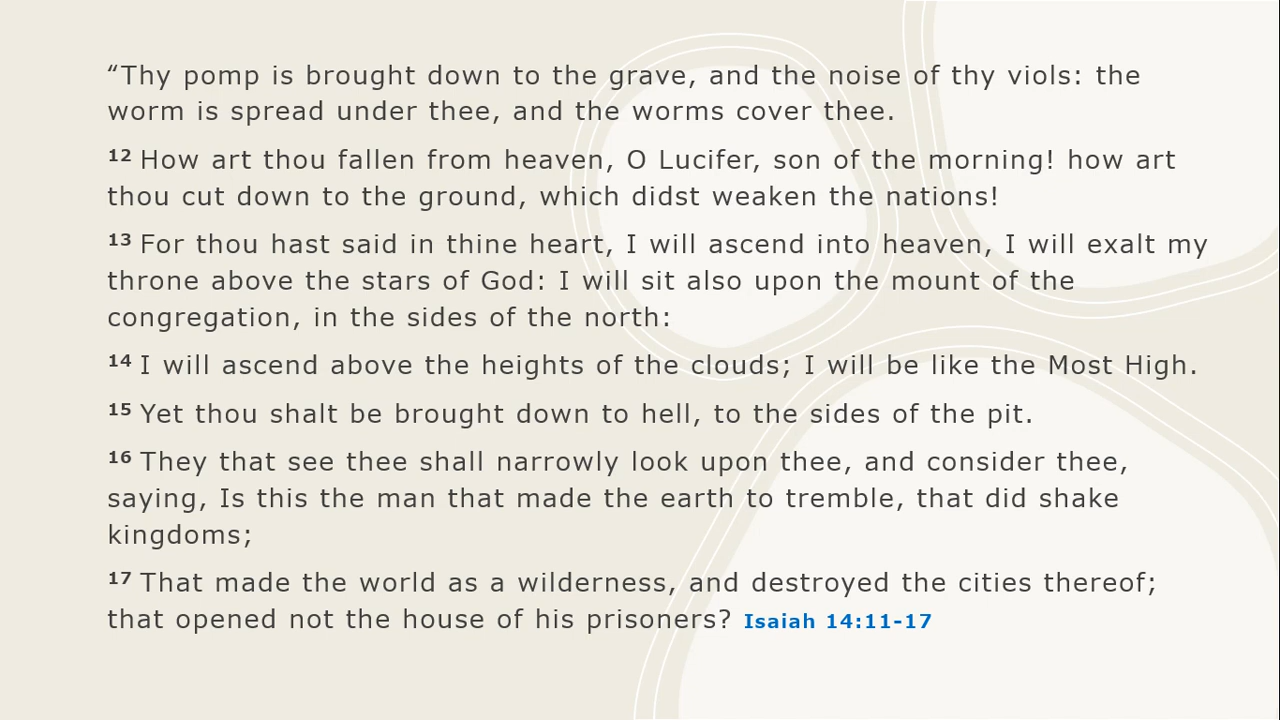 “Thy pomp is brought down to the grave, and the noise of thy viols: the
worm is spread under thee, and the worms cover thee.
12 How art thou fallen from heaven, O Lucifer, son of the morning! how art
thou cut down to the ground, which didst weaken the nations!
13 For thou hast said in thine heart, I will ascend into heaven, I will exalt my
throne above the stars of God: I will sit also upon the mount of the
congregation, in the sides of the north:
14 I will ascend above the heights of the clouds; I will be like the Most High.
15 Yet thou shalt be brought down to hell, to the sides of the pit.
16 They that see thee shall narrowly look upon thee, and consider thee,
saying, Is this the man that made the earth to tremble, that did shake
kingdoms;
17 That made the world as a wilderness, and destroyed the cities thereof;
that opened not the house of his prisoners? Isaiah 14:11-17